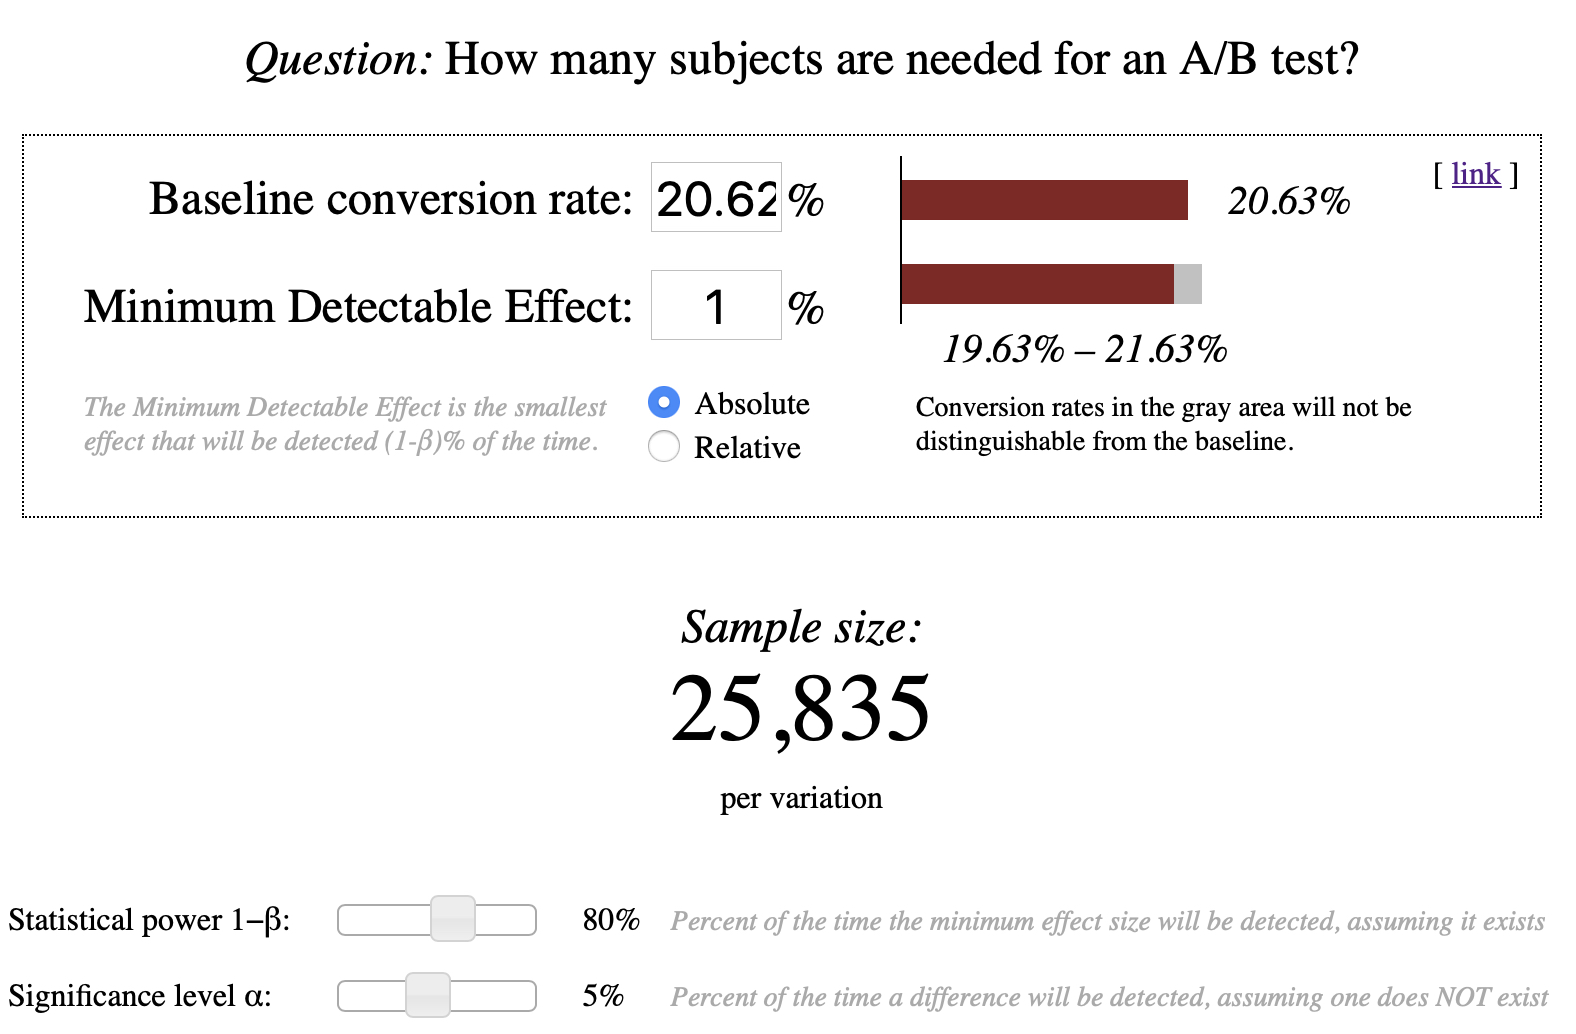 Question: How many subjects are needed for an A/B test?
Baseline conversion rate: 20.62 %
20.63%
[ link ]
Minimum Detectable Effect: 1 %
19.63% – 21.63%
The Minimum Detectable Effect is the smallest
effect that will be detected (1-β)% of the time.
Absolute
Relative
Conversion rates in the gray area will not be
distinguishable from the baseline.
Sample size:
25,835
per variation
Statistical power 1–β: 80% Percent of the time the minimum effect size will be detected, assuming it exists
Significance level α: 5% Percent of the time a difference will be detected, assuming one does NOT exist